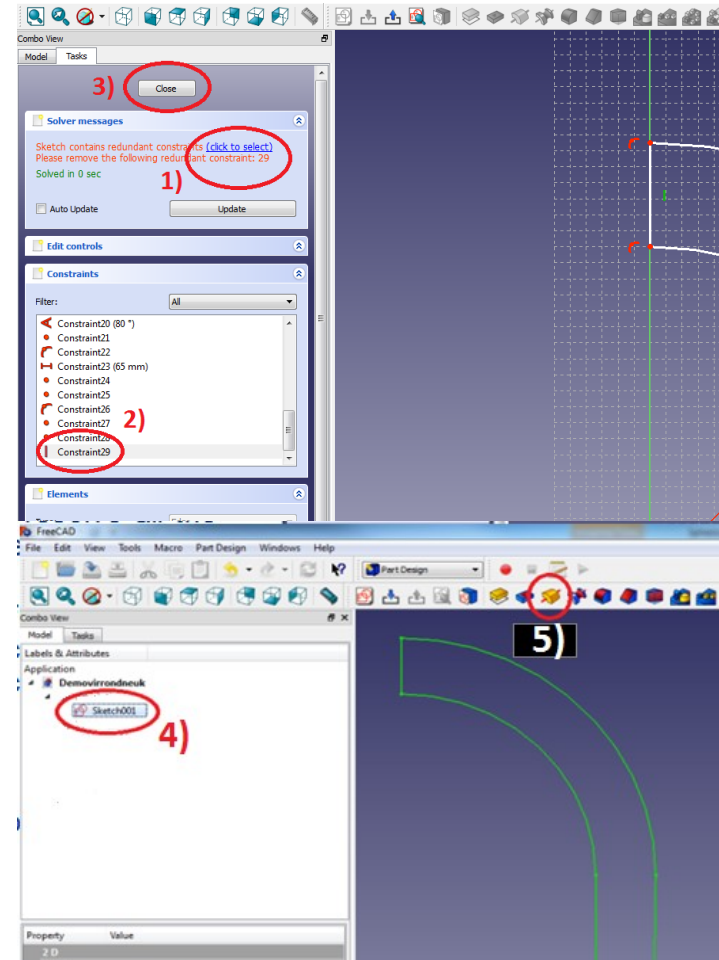 Combo View
Model Tasks
3)
Close
Solver messages
Sketch contains redundant constraints (click to select)
Please remove the following redundant constraint: 29
Solved in 0 sec
1)
Auto Update
Update
Edit controls
Constraints
Filter:
All
Constraint20 (80 °)
Constraint21
Constraint22
Constraint23 (65 mm)
Constraint24
Constraint25
Constraint26
Constraint27
2)
Constraint28
Constraint29
Elements
FreeCAD
File Edit View Tools Macro Part Design Windows Help
Part Design
Combo View
5)
Model Tasks
Labels & Attributes
Application
Demovirrondneuk
Sketch001
4)
Property Value
2 D